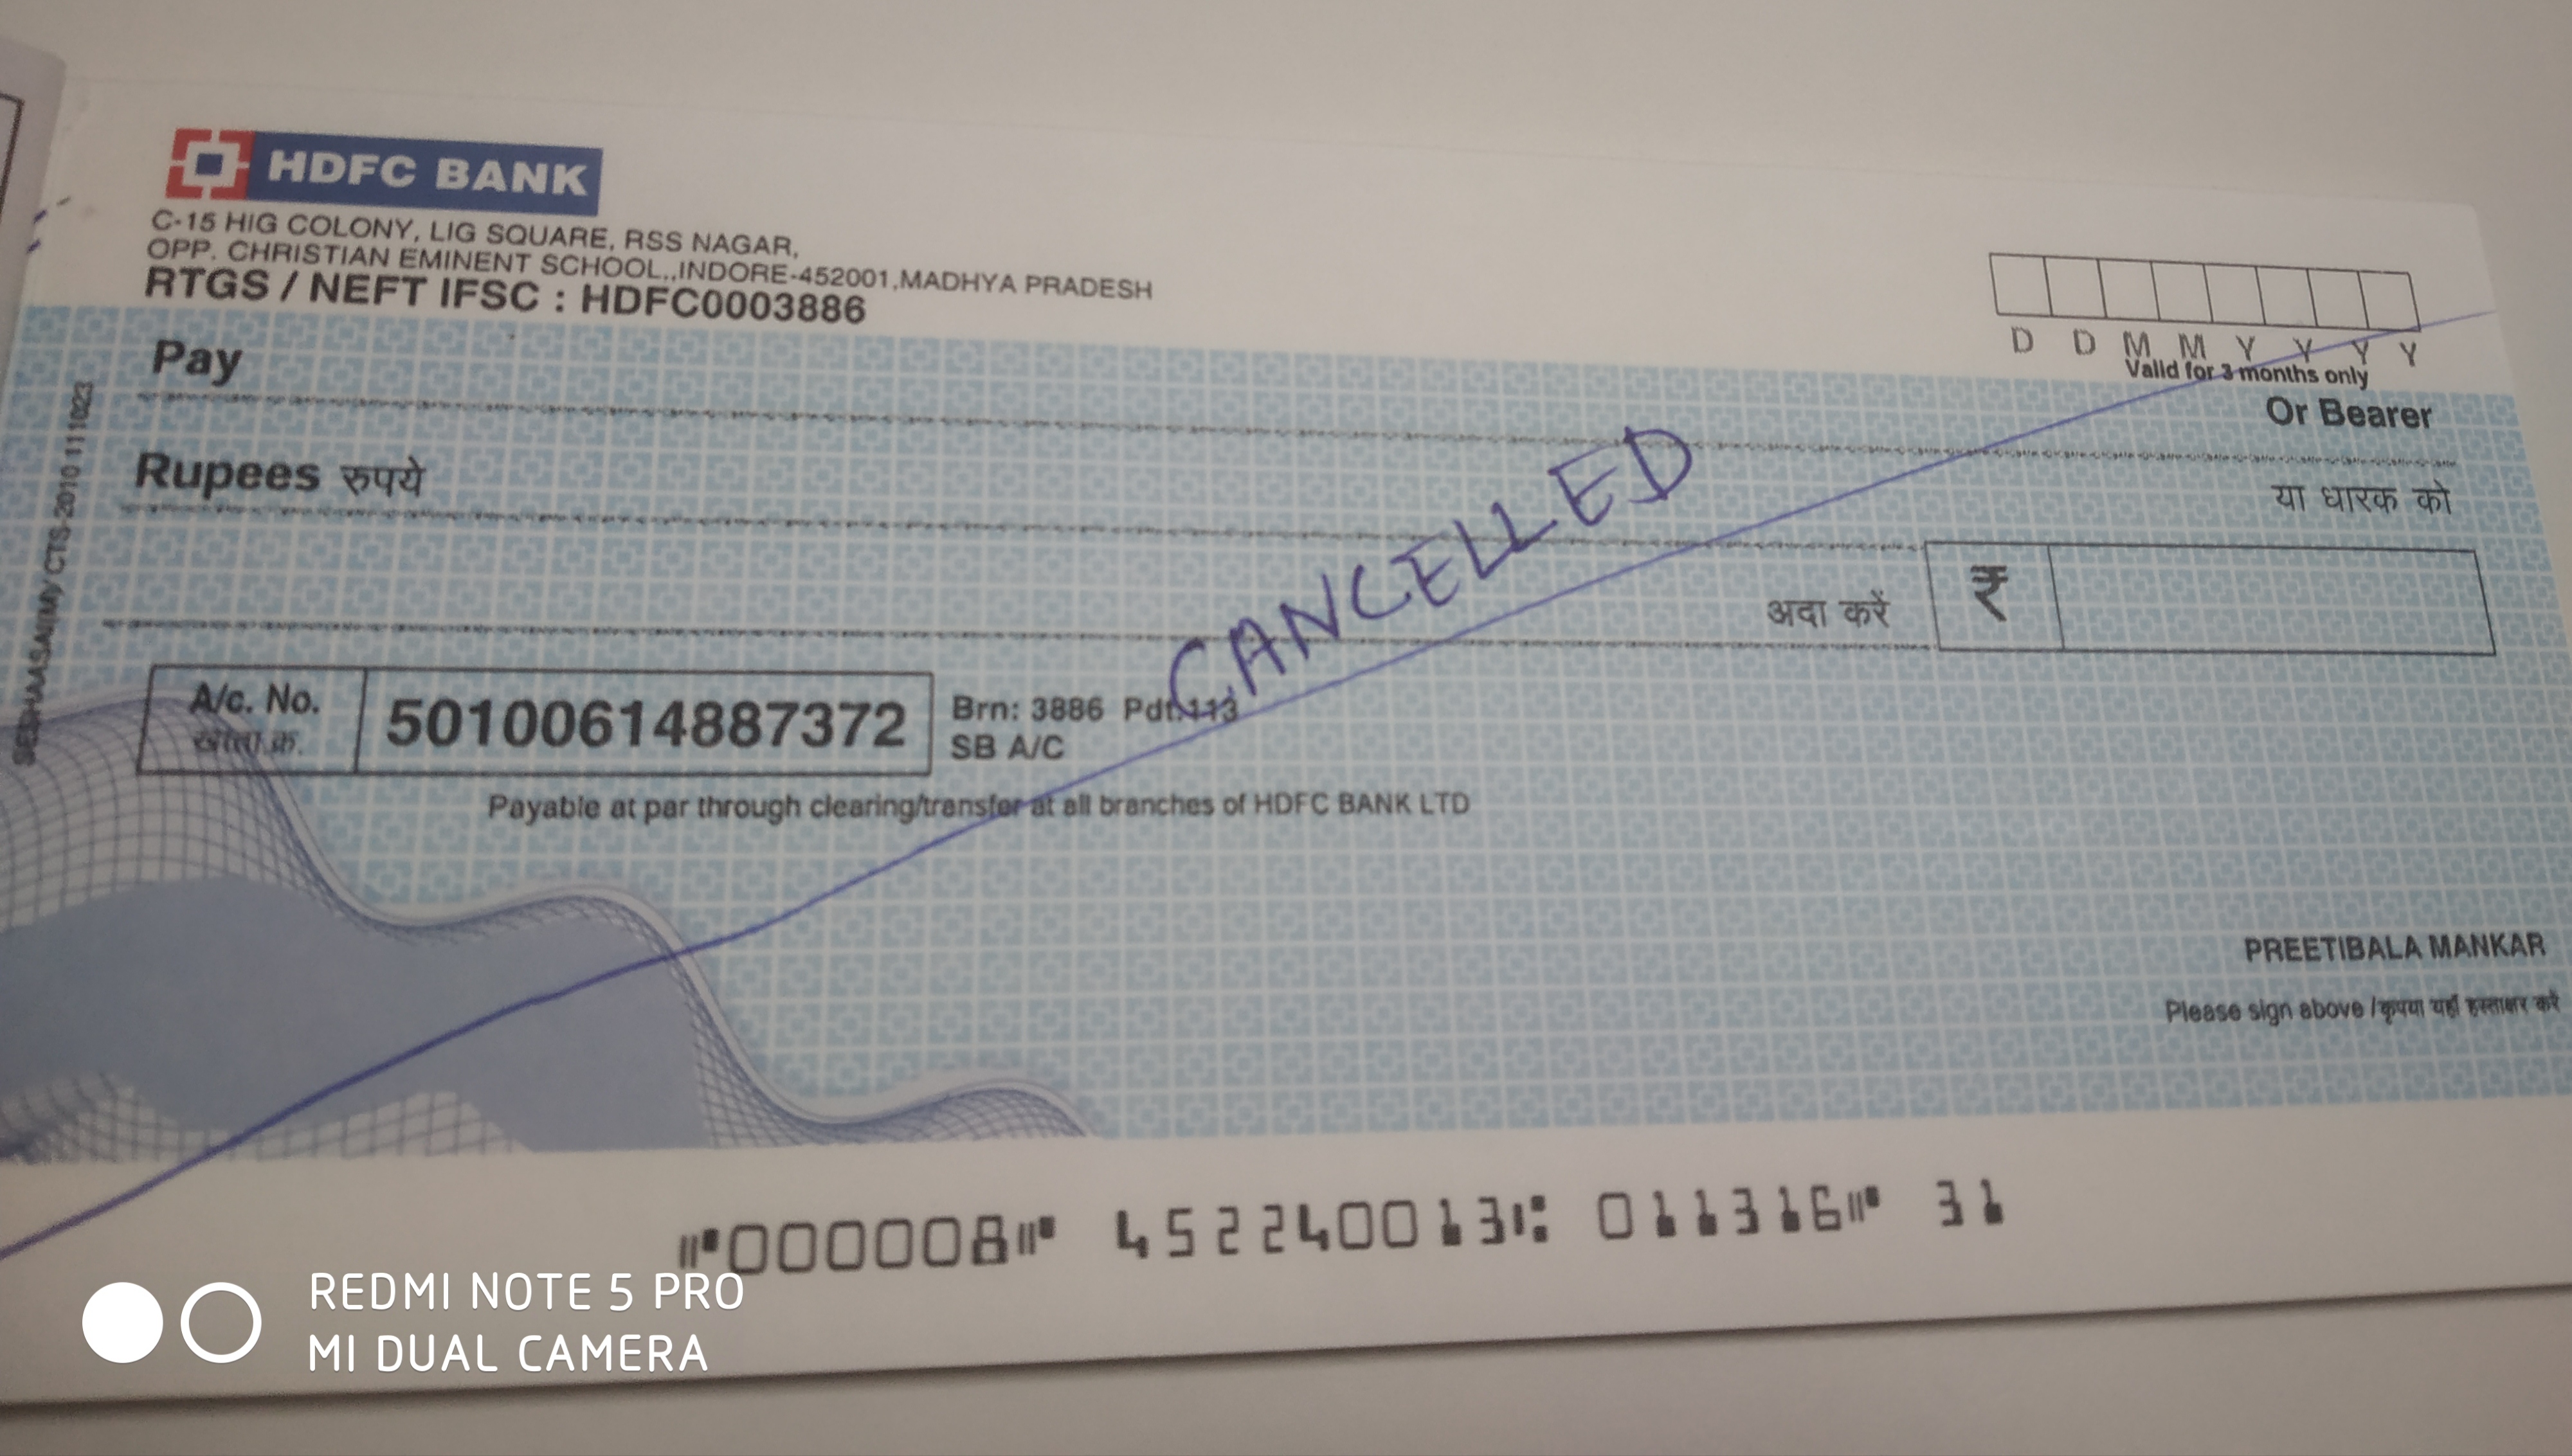 HDFC BANK
C-15 HIG COLONY, LIG SQUARE, RSS NAGAR,
OPP. CHRISTIAN EMINENT SCHOOL.,INDORE-452001,MADHYA PRADESH
RTGS / NEFT IFSC : HDFC0003886
D D M M Y Y Y Y
Valid for 3 months only
Pay
Or Bearer
Rupees रुपये
या धारक को
CANCELLED
अदा करें
₹
A/c. No.
खाता क्र.
50100614887372
Brn: 3886 Pdt:113
SB A/C
Payable at par through clearing/transfer at all branches of HDFC BANK LTD
CTS-2010 111023
PREETIBALA MANKAR
Please sign above /कृपया यहाँ हस्ताक्षर करें
⑈000008⑈ 452240013⑆ 011316⑈ 31
REDMI NOTE 5 PRO
MI DUAL CAMERA